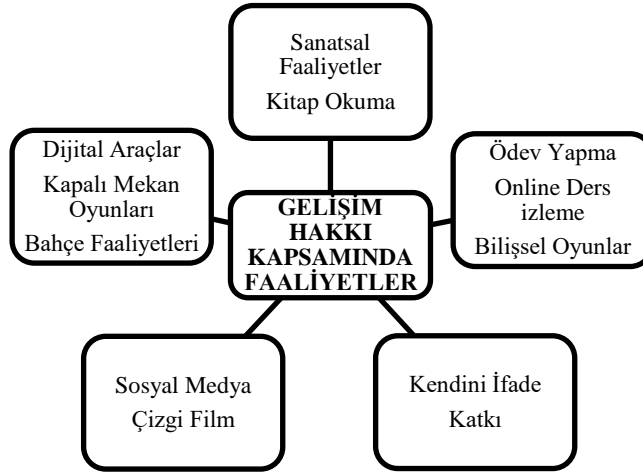 Sanatsal
Faaliyetler
Kitap Okuma
Dijital Araçlar
Kapalı Mekan
Oyunları
Bahçe Faaliyetleri
GELİŞİM
HAKKI
KAPSAMINDA
FAALİYETLER
Ödev Yapma
Online Ders
izleme
Bilişsel Oyunlar
Sosyal Medya
Çizgi Film
Kendini İfade
Katkı